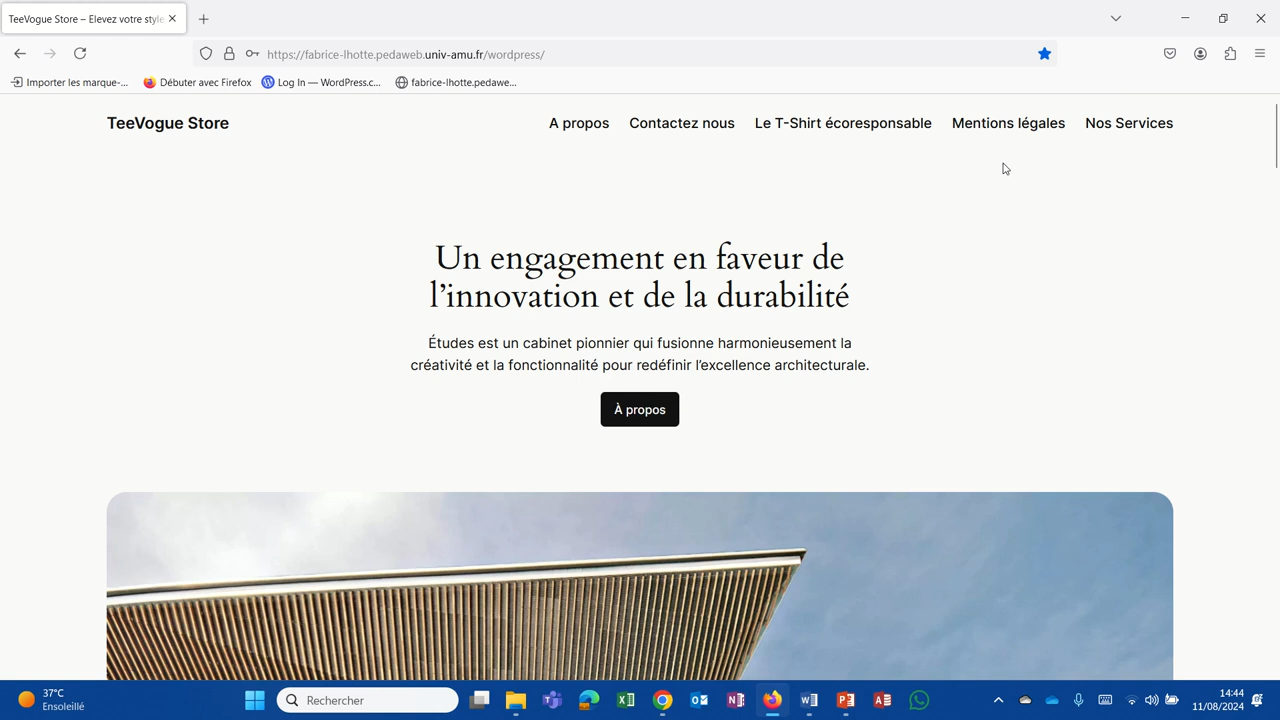 TeeVogue Store – Elevez votre style
https://fabrice-lhotte.pedaweb.univ-amu.fr/wordpress/
Importer les marque-...
Débuter avec Firefox
Log In — WordPress.c...
fabrice-lhotte.pedawe...
TeeVogue Store
A propos
Contactez nous
Le T-Shirt écoresponsable
Mentions légales
Nos Services
Un engagement en faveur de
l’innovation et de la durabilité
Études est un cabinet pionnier qui fusionne harmonieusement la
créativité et la fonctionnalité pour redéfinir l’excellence architecturale.
À propos
37°C
Ensoleillé
Rechercher
14:44
11/08/2024